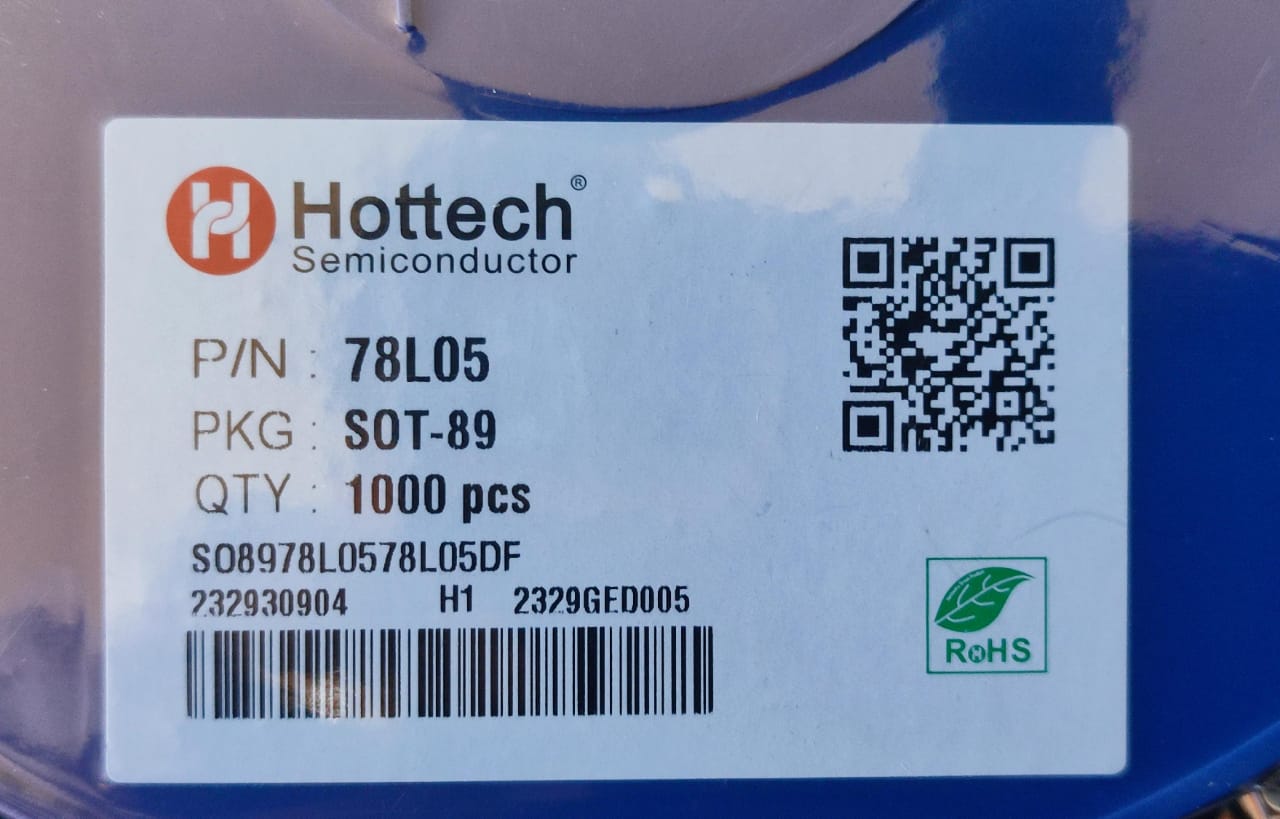 Hottech®
Semiconductor
P/N : 78L05
PKG : SOT-89
QTY : 1000 pcs
SO8978L0578L05DF
232930904 H1 2329GED005
RoHS